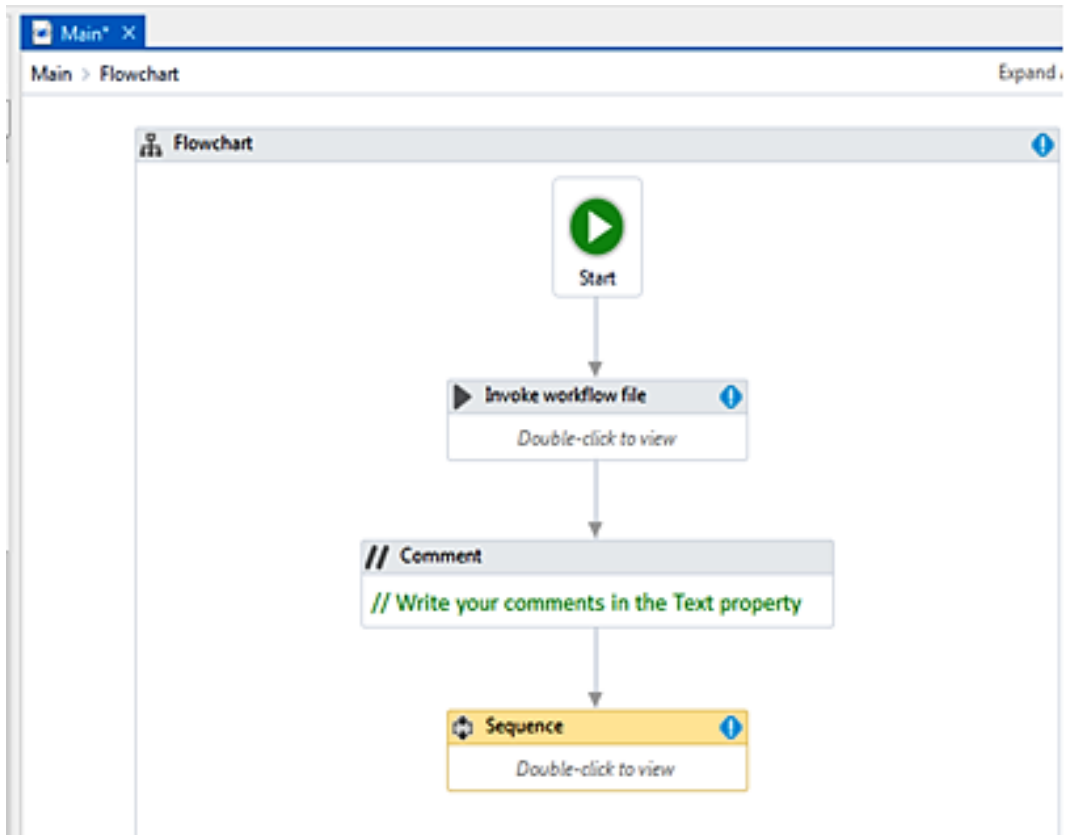 Main*
Main > Flowchart
Expand
Flowchart
Start
Invoke workflow file
Double-click to view
// Comment
// Write your comments in the Text property
Sequence
Double-click to view